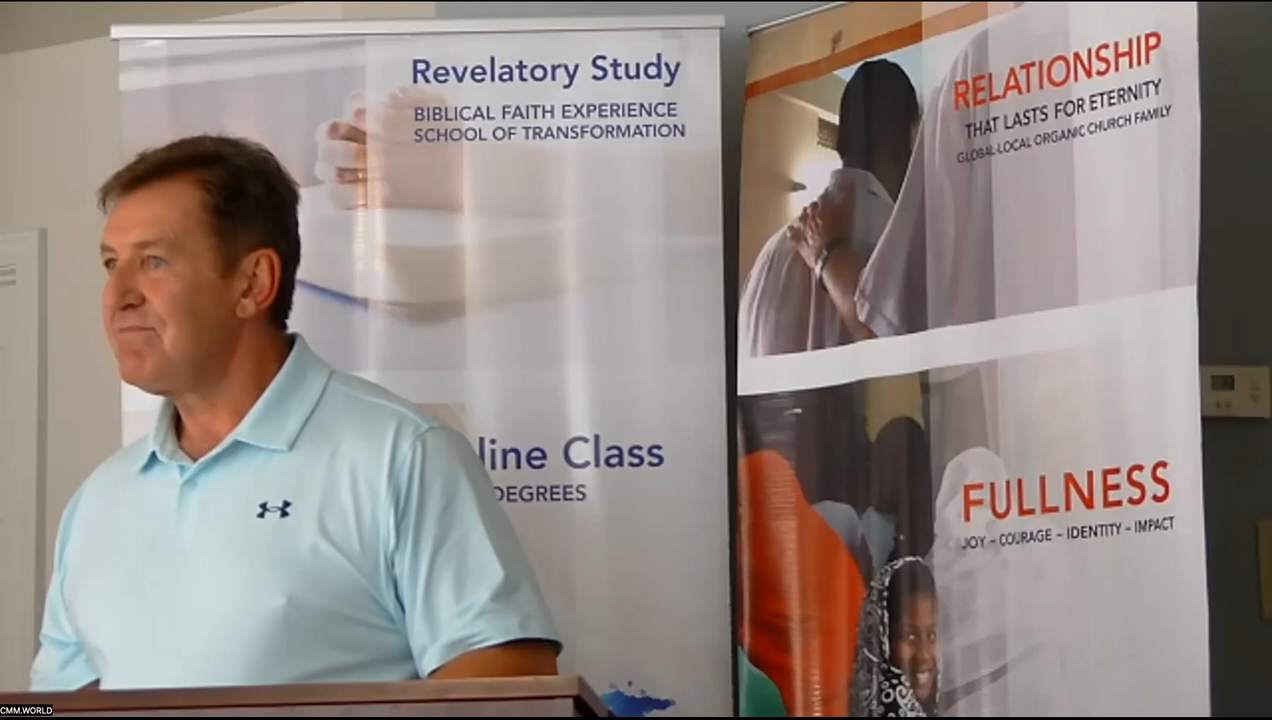 Revelatory Study
BIBLICAL FAITH EXPERIENCE
SCHOOL OF TRANSFORMATION
line Class
DEGREES
RELATIONSHIP
THAT LASTS FOR ETERNITY
GLOBAL-LOCAL ORGANIC CHURCH FAMILY
FULLNESS
JOY – COURAGE – IDENTITY – IMPACT
CMM.WORLD